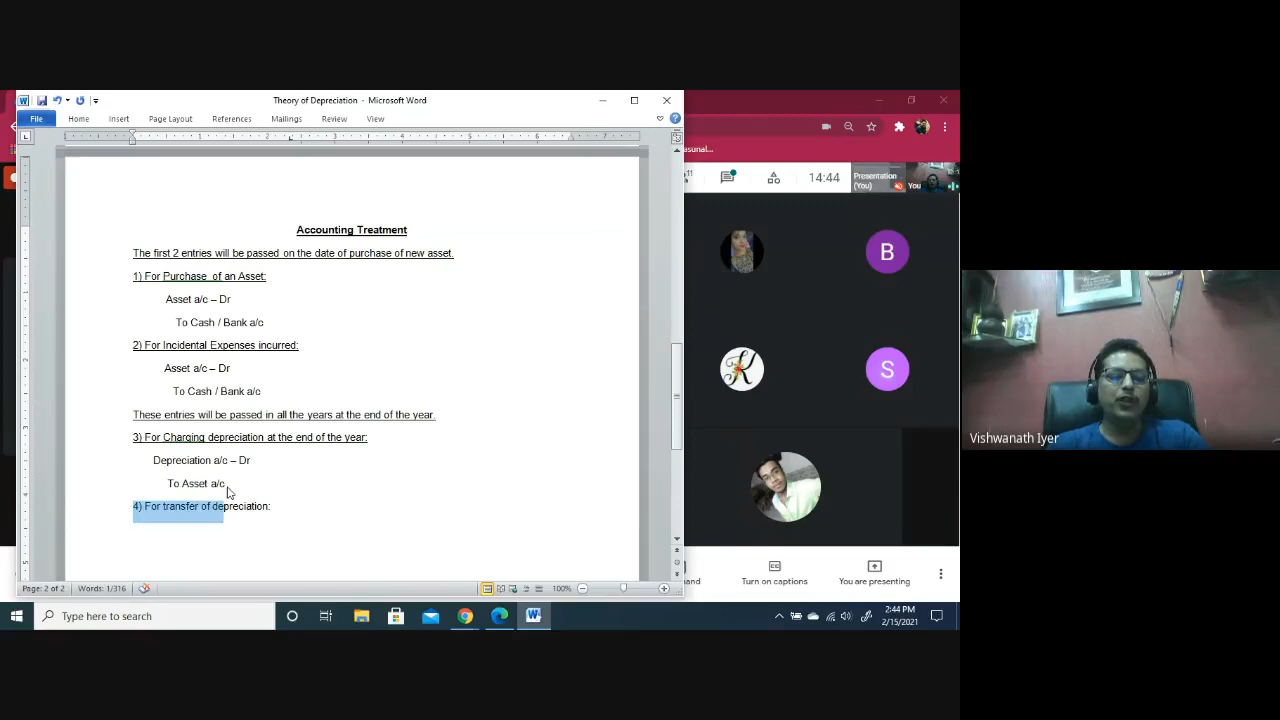 Theory of Depreciation - Microsoft Word
File Home Insert Page Layout References Mailings Review View
Accounting Treatment
The first 2 entries will be passed on the date of purchase of new asset.
1) For Purchase of an Asset:
Asset a/c – Dr
To Cash / Bank a/c
2) For Incidental Expenses incurred:
Asset a/c – Dr
To Cash / Bank a/c
These entries will be passed in all the years at the end of the year.
3) For Charging depreciation at the end of the year:
Depreciation a/c – Dr
To Asset a/c
4) For transfer of depreciation:
Page: 2 of 2 Words: 1/316 100%
esunal...
11 14:44 Presentation (You) You
B
K S
and Turn on captions You are presenting
Type here to search
2:44 PM
2/15/2021
Vishwanath Iyer